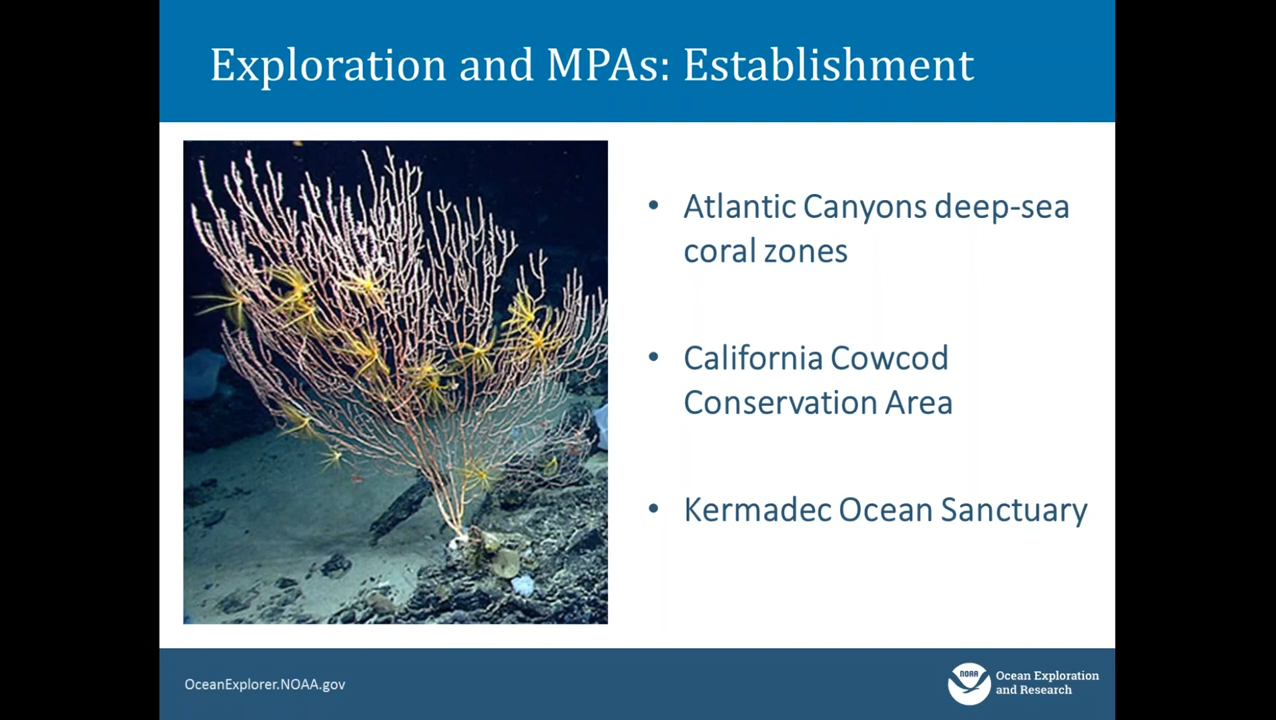 Exploration and MPAs: Establishment
• Atlantic Canyons deep-sea
coral zones
• California Cowcod
Conservation Area
• Kermadec Ocean Sanctuary
OceanExplorer.NOAA.gov
NOAA
Ocean Exploration
and Research